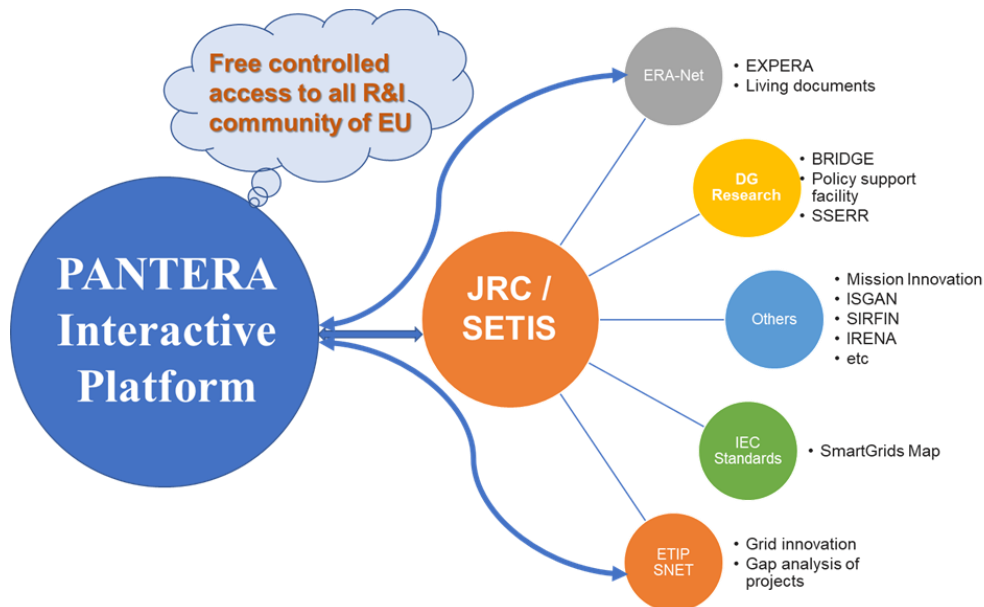 Free controlled
access to all R&I
community of EU
PANTERA
Interactive
Platform
JRC /
SETIS
ERA-Net
• EXPERA
• Living documents
DG
Research
• BRIDGE
• Policy support
facility
• SSERR
Others
• Mission Innovation
• ISGAN
• SIRFIN
• IRENA
• etc
IEC
Standards
• SmartGrids Map
ETIP
SNET
• Grid innovation
• Gap analysis of
projects